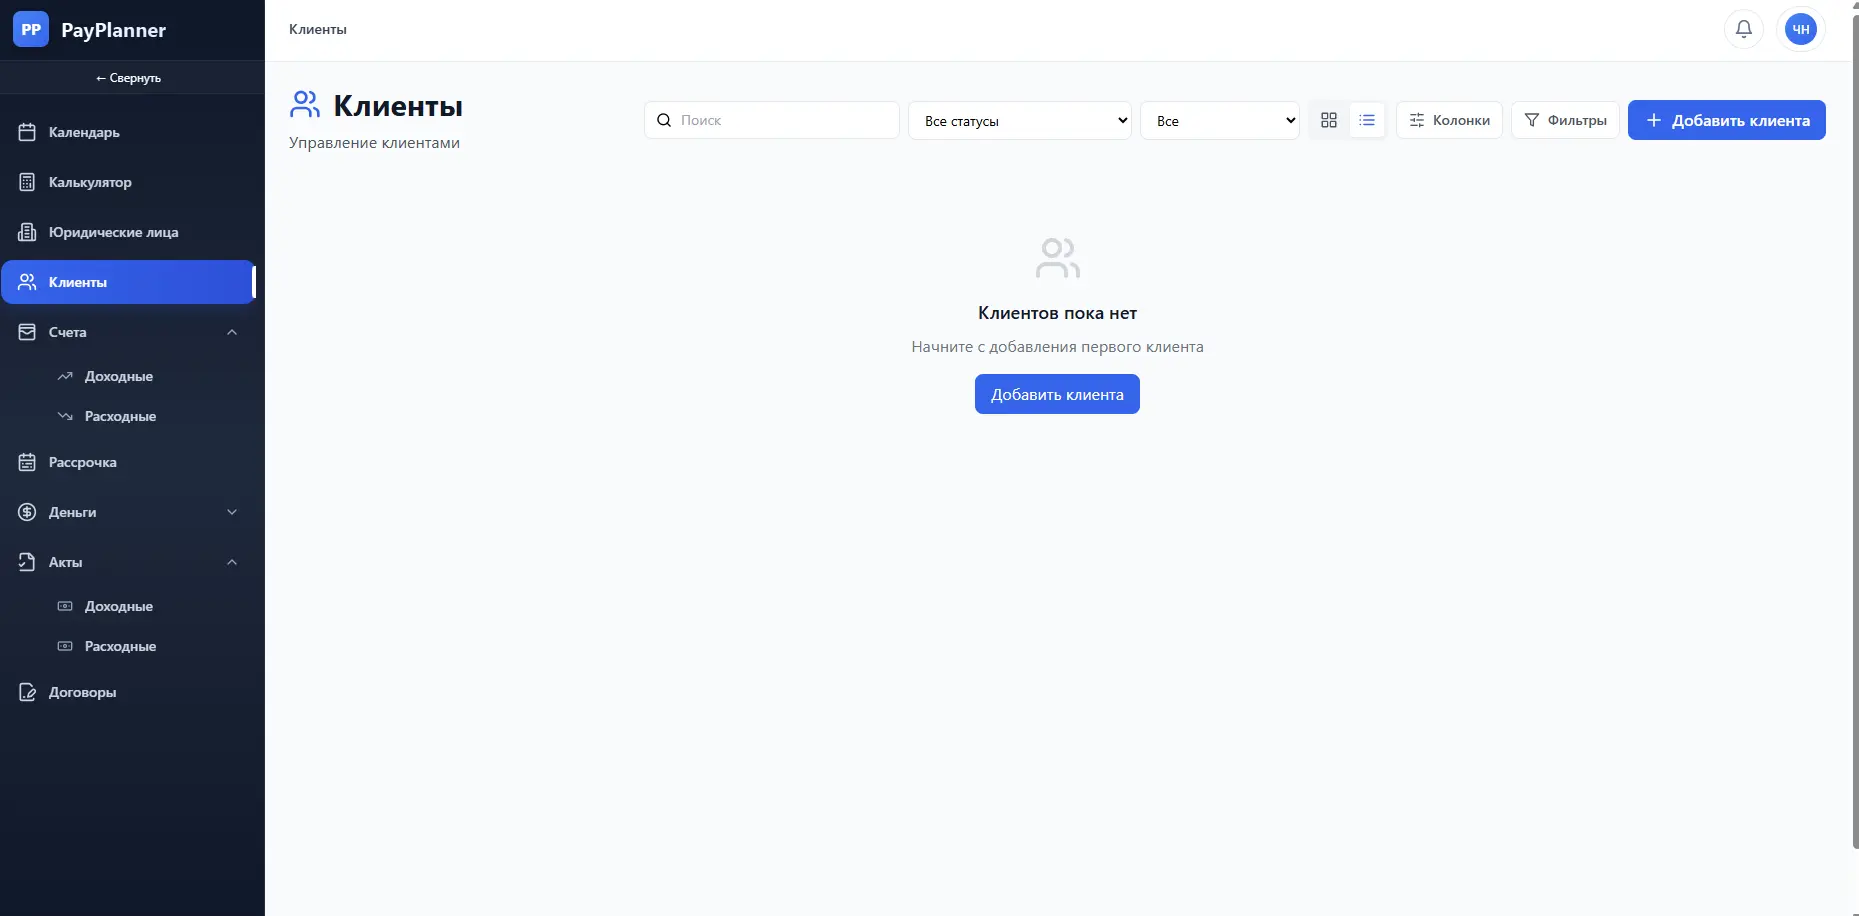 PP PayPlanner
← Свернуть
Календарь
Калькулятор
Юридические лица
Клиенты
Счета
Доходные
Расходные
Рассрочка
Деньги
Акты
Доходные
Расходные
Договоры
Клиенты
ЧН
Клиенты
Управление клиентами
Поиск
Все статусы
Все
Колонки
Фильтры
Добавить клиента
Клиентов пока нет
Начните с добавления первого клиента
Добавить клиента